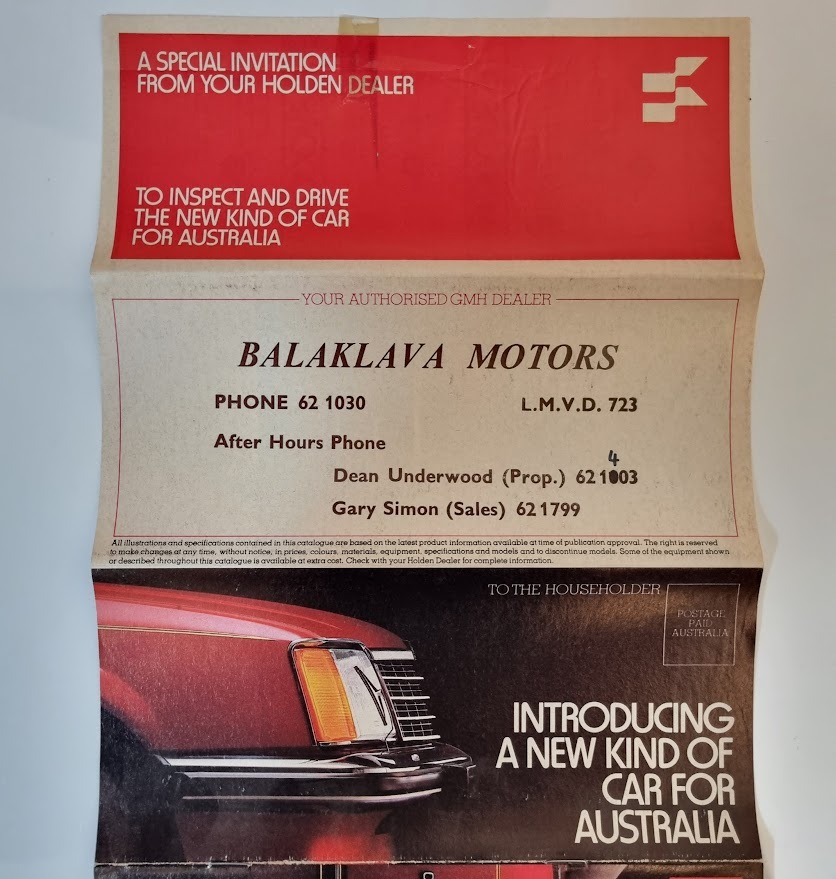 A SPECIAL INVITATION
FROM YOUR HOLDEN DEALER
TO INSPECT AND DRIVE
THE NEW KIND OF CAR
FOR AUSTRALIA
YOUR AUTHORISED GMH DEALER
BALAKLAVA MOTORS
PHONE 62 1030
L.M.V.D. 723
After Hours Phone
4
Dean Underwood (Prop.) 62 1003
Gary Simon (Sales) 62 1799
All illustrations and specifications contained in this catalogue are based on the latest product information available at time of publication approval. The right is reserved
to make changes at any time, without notice, in prices, colours, materials, equipment, specifications and models and to discontinue models. Some of the equipment shown
or described throughout this catalogue is available at extra cost. Check with your Holden Dealer for complete information.
TO THE HOUSEHOLDER
POSTAGE
PAID
AUSTRALIA
INTRODUCING
A NEW KIND OF
CAR FOR
AUSTRALIA